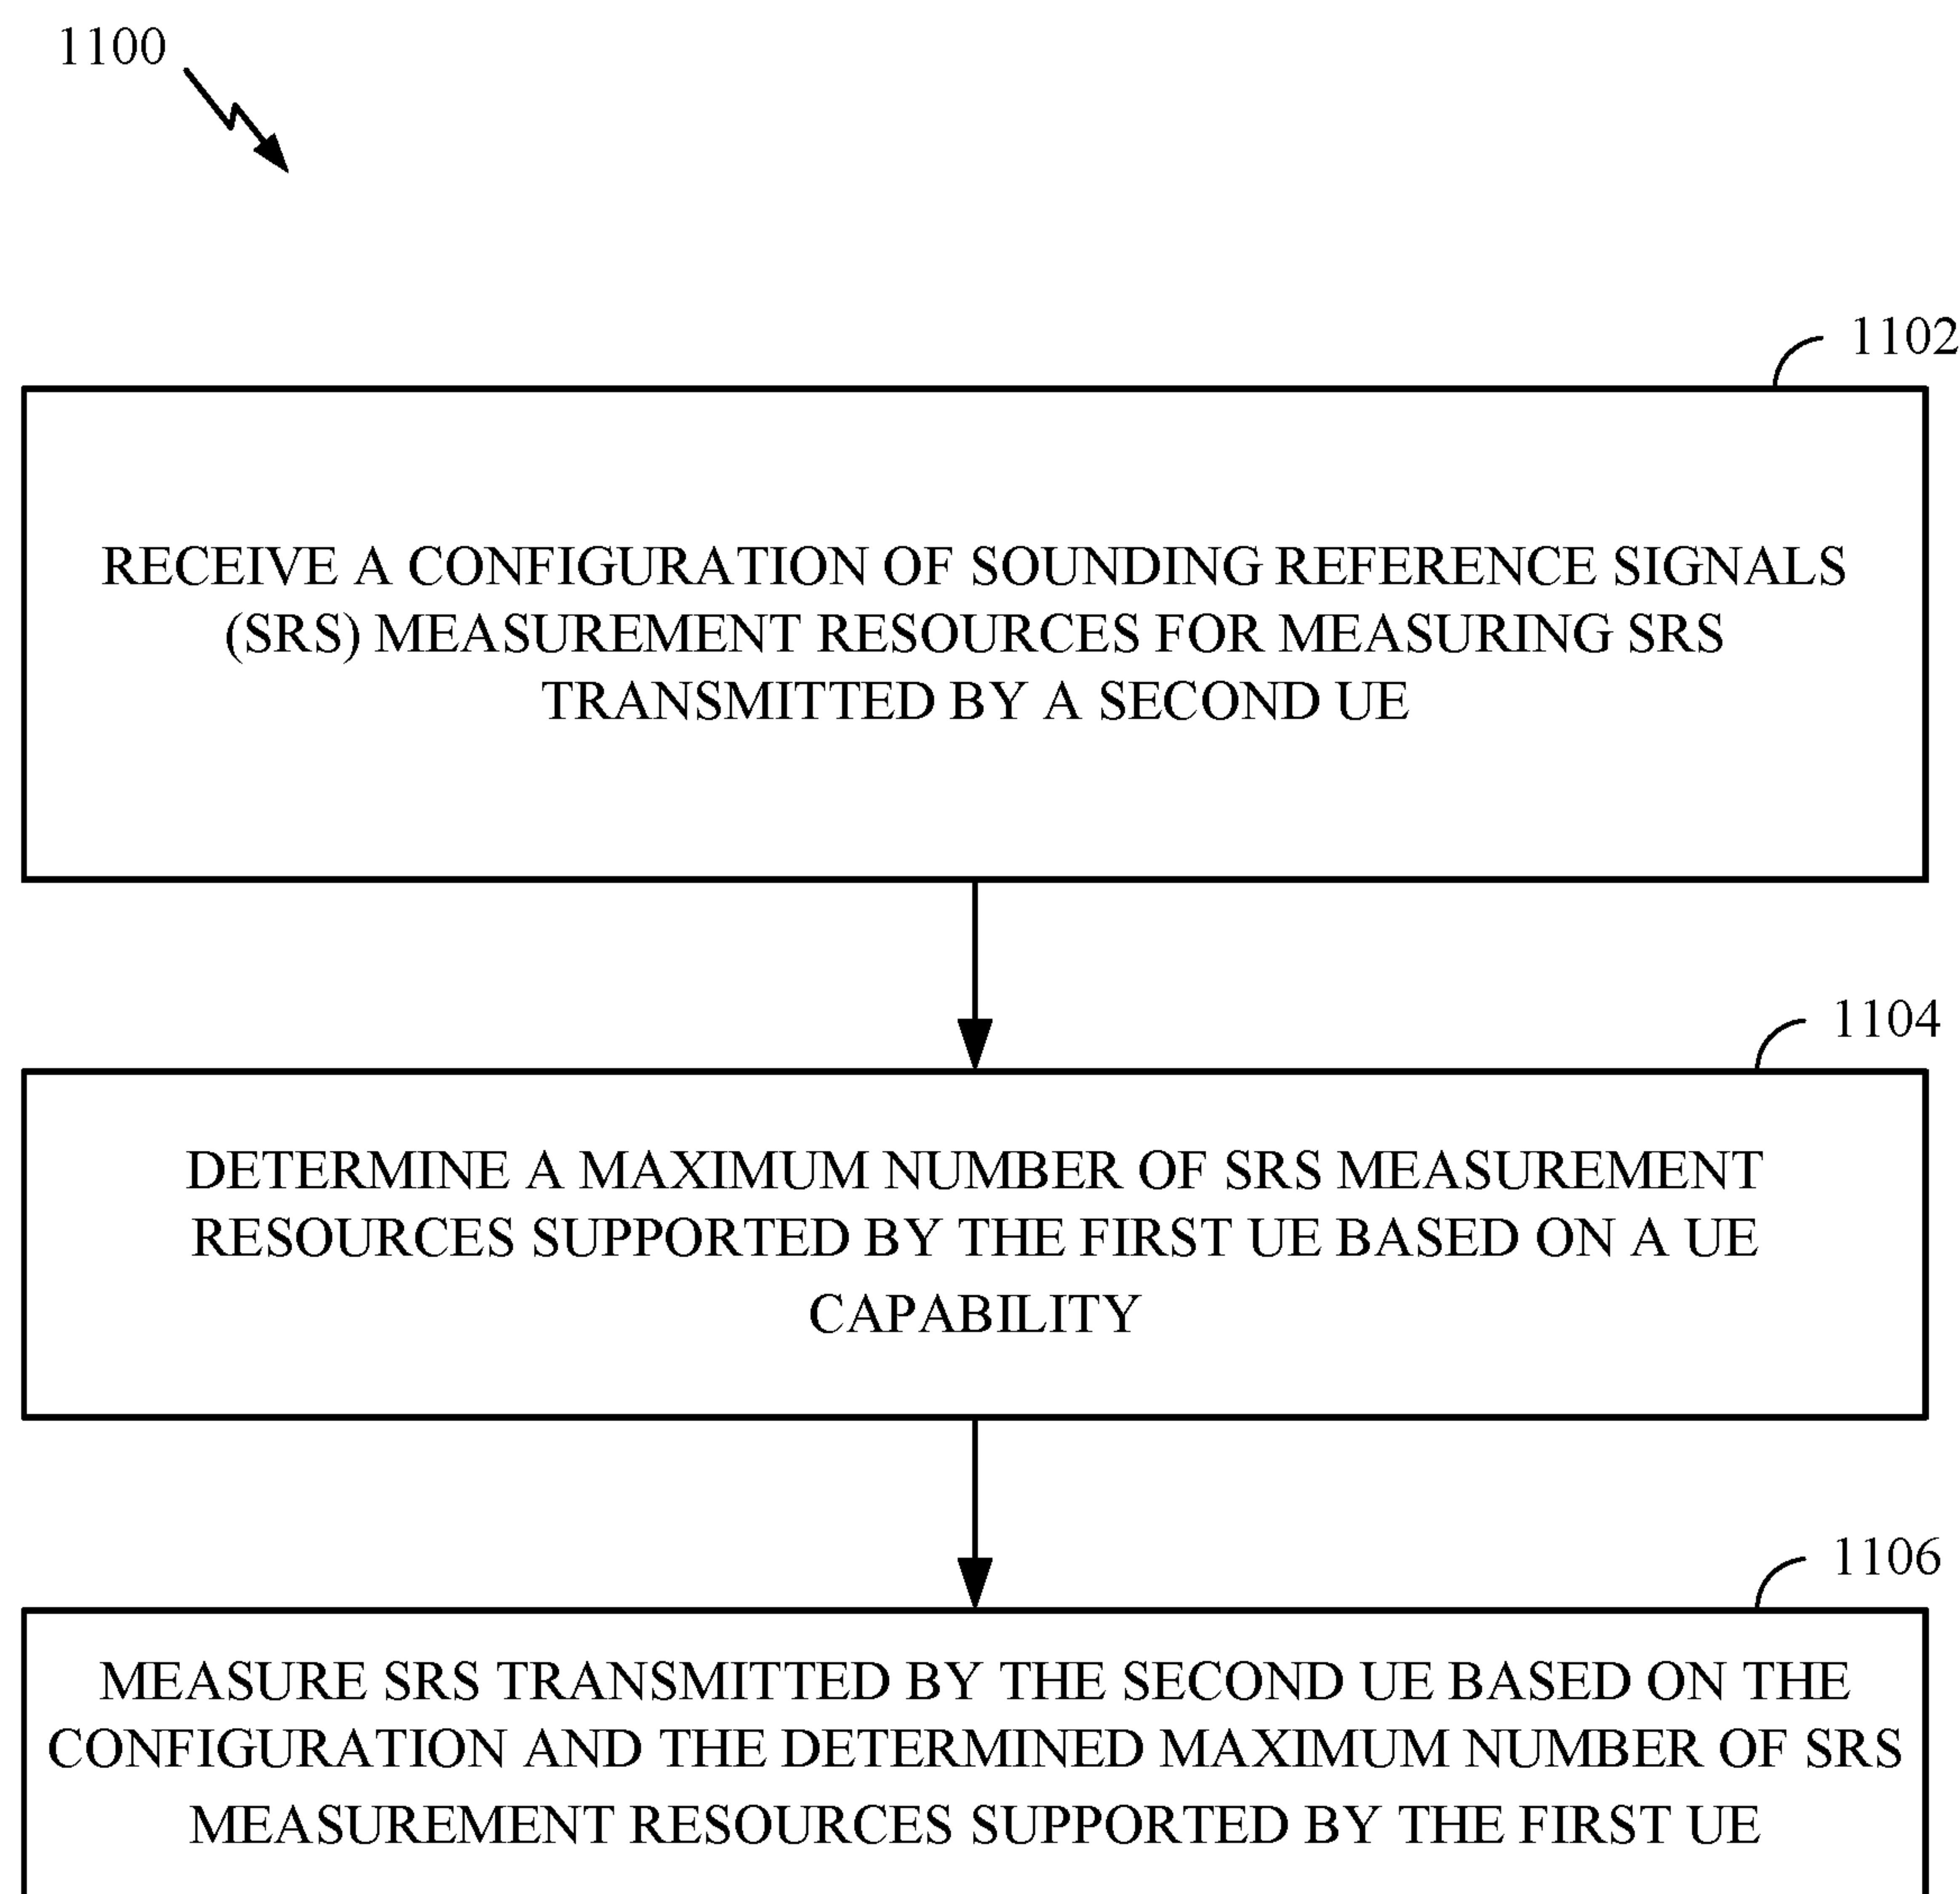 1100
1102
RECEIVE A CONFIGURATION OF SOUNDING REFERENCE SIGNALS
(SRS) MEASUREMENT RESOURCES FOR MEASURING SRS
TRANSMITTED BY A SECOND UE
1104
DETERMINE A MAXIMUM NUMBER OF SRS MEASUREMENT
RESOURCES SUPPORTED BY THE FIRST UE BASED ON A UE
CAPABILITY
1106
MEASURE SRS TRANSMITTED BY THE SECOND UE BASED ON THE
CONFIGURATION AND THE DETERMINED MAXIMUM NUMBER OF SRS
MEASUREMENT RESOURCES SUPPORTED BY THE FIRST UE